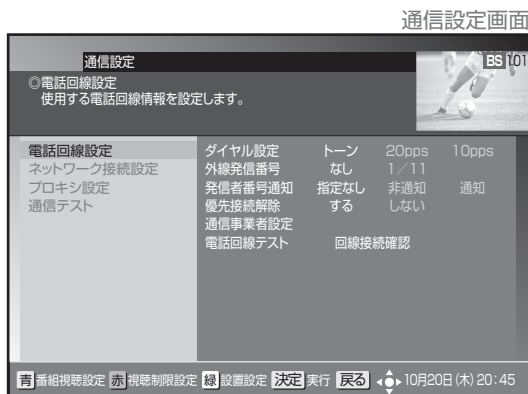 通信設定画面
通信設定
BS 101
◎電話回線設定
使用する電話回線情報を設定します。
電話回線設定
ネットワーク接続設定
プロキシ設定
通信テスト
ダイヤル設定 トーン 20pps 10pps
外線発信番号 なし 1／11
発信者番号通知 指定なし 非通知 通知
優先接続解除 する しない
通信事業者設定
電話回線テスト 回線接続確認
青 番組視聴設定 赤 視聴制限設定 緑 設置設定 決定 実行 戻る 10月20日(木) 20:45